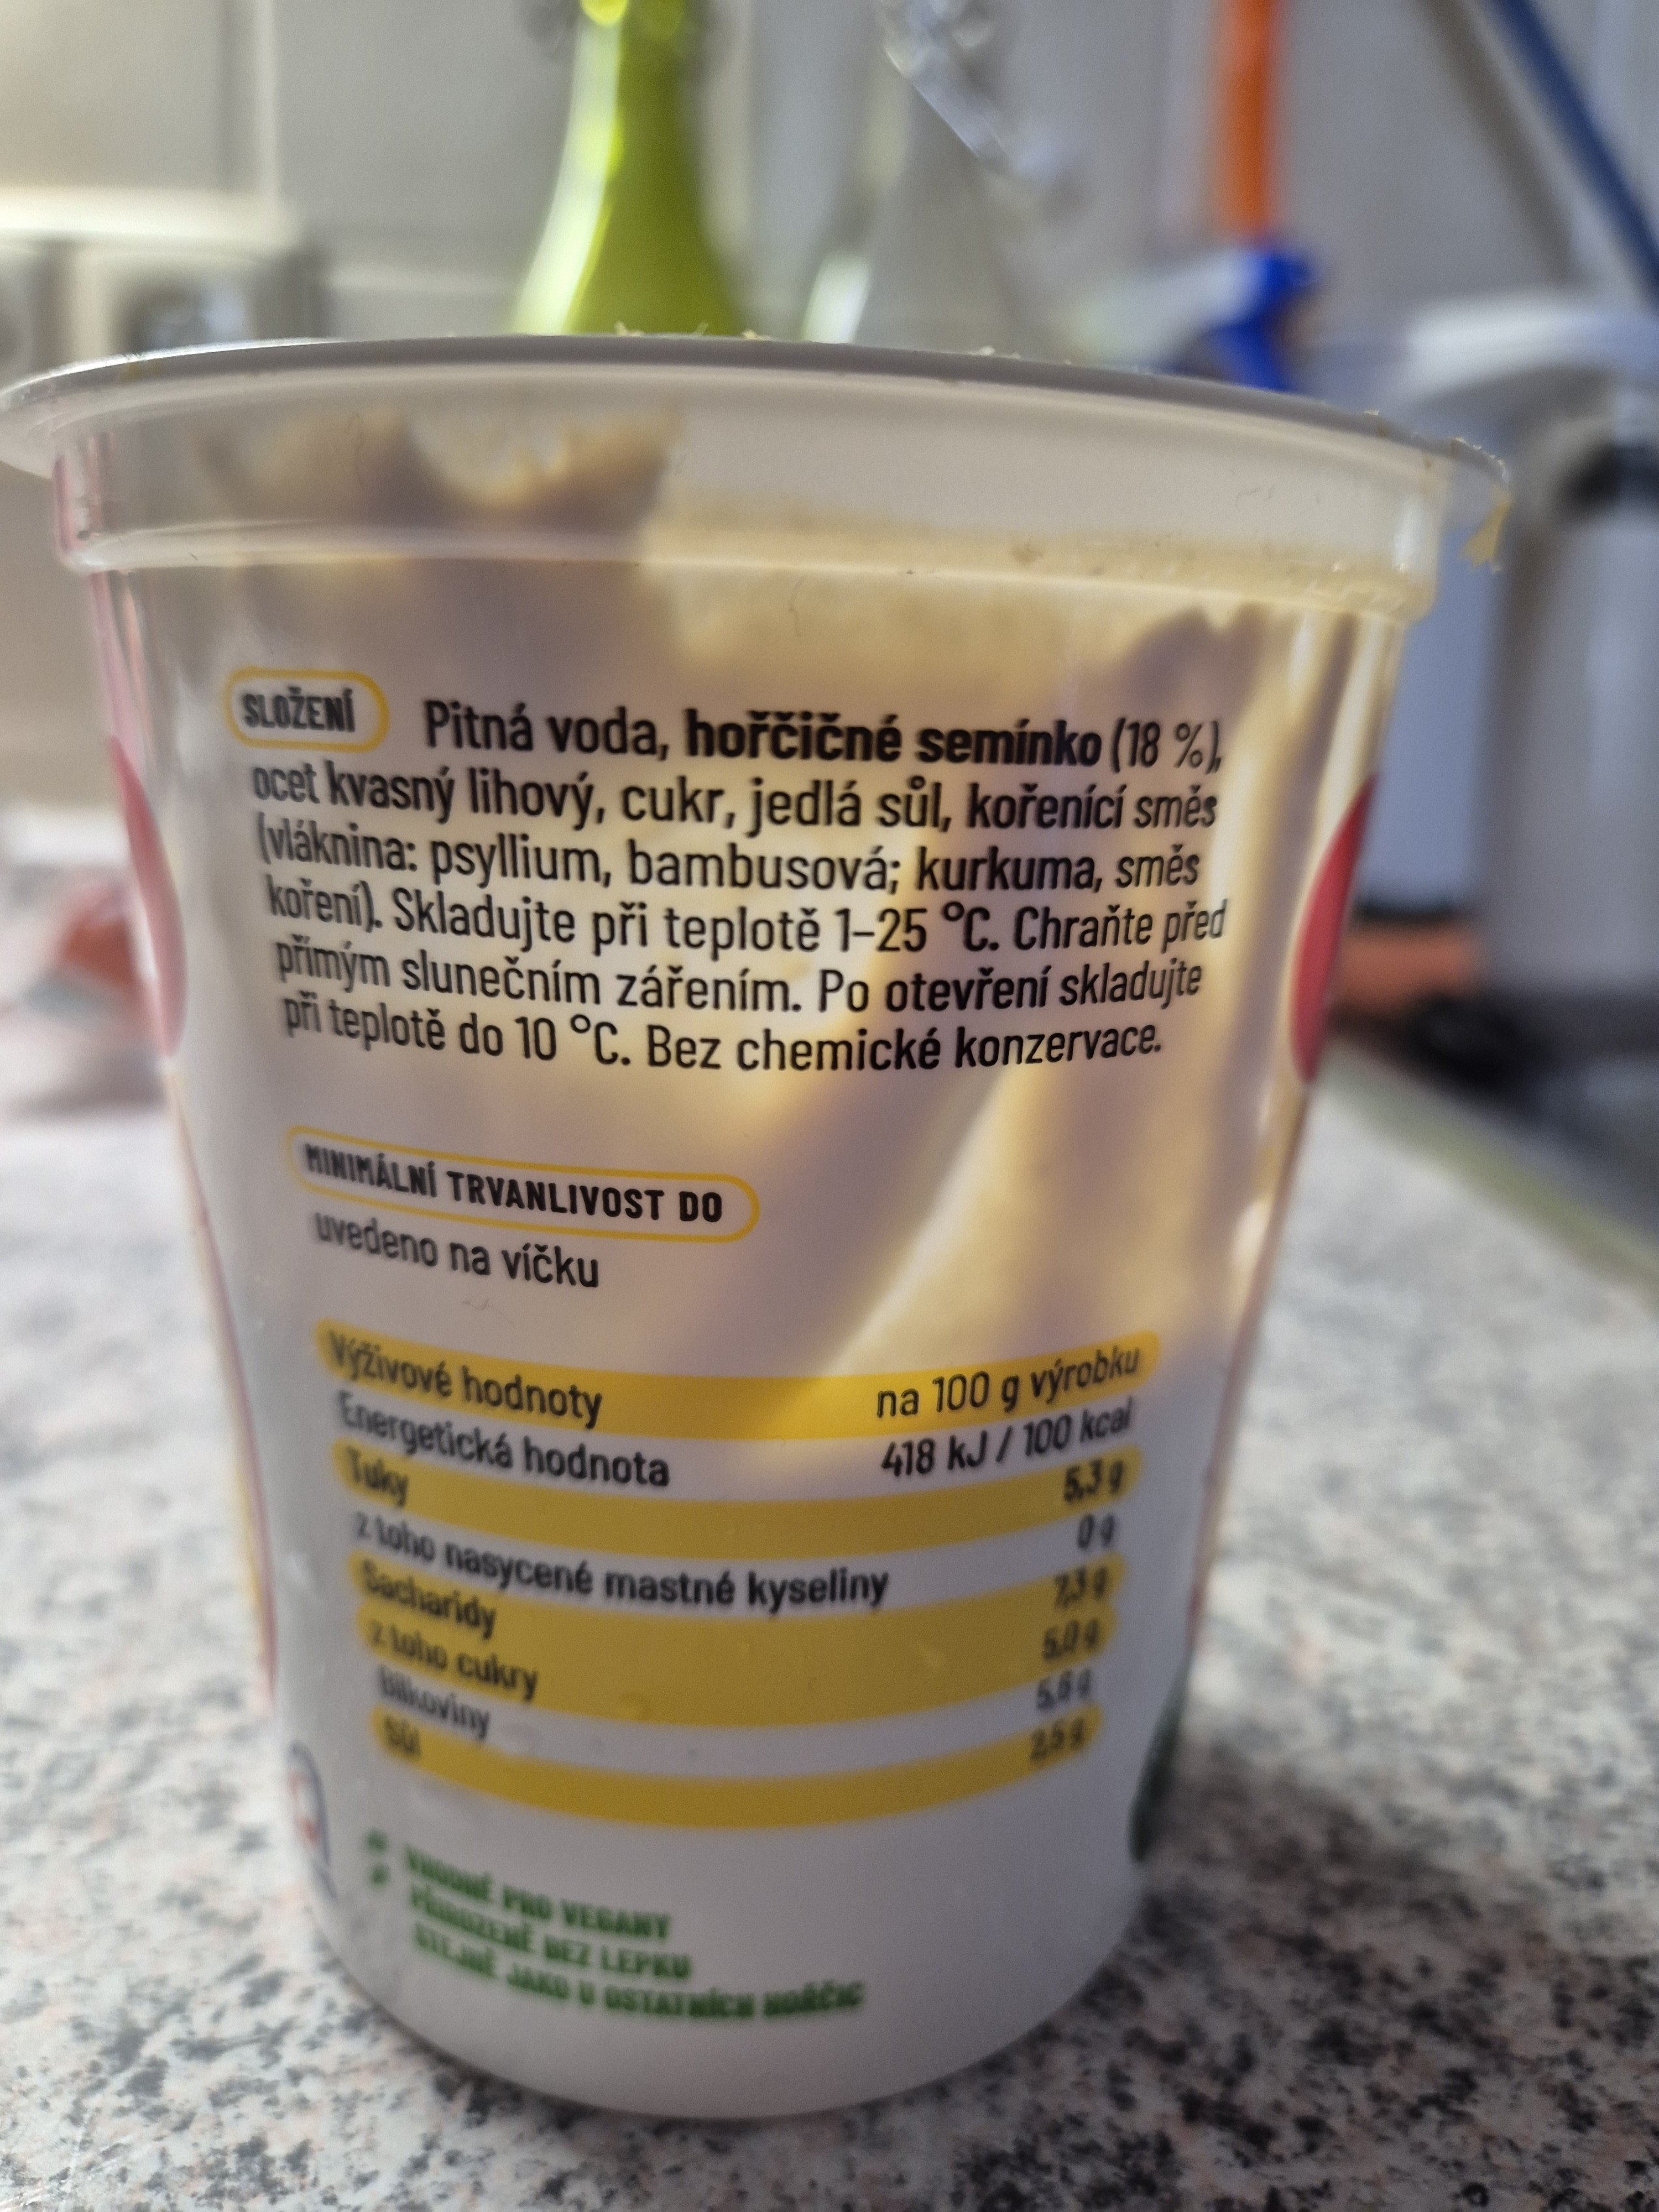 SLOŽENÍ Pitná voda, hořčičné semínko (18 %),
ocet kvasný lihový, cukr, jedlá sůl, kořenící směs
(vláknina: psyllium, bambusová; kurkuma, směs
koření). Skladujte při teplotě 1–25 °C. Chraňte před
přímým slunečním zářením. Po otevření skladujte
při teplotě do 10 °C. Bez chemické konzervace.
MINIMÁLNÍ TRVANLIVOST DO
uvedeno na víčku
Výživové hodnoty na 100 g výrobku
Energetická hodnota 418 kJ / 100 kcal
Tuky 5,3 g
z toho nasycené mastné kyseliny 0 g
Sacharidy 7,3 g
z toho cukry 5,0 g
Bílkoviny 5,6 g
Sůl 2,5 g
VHODNÉ PRO VEGANY
PŘIROZENĚ BEZ LEPKU
STEJNĚ JAKO U OSTATNÍCH HOŘČIC